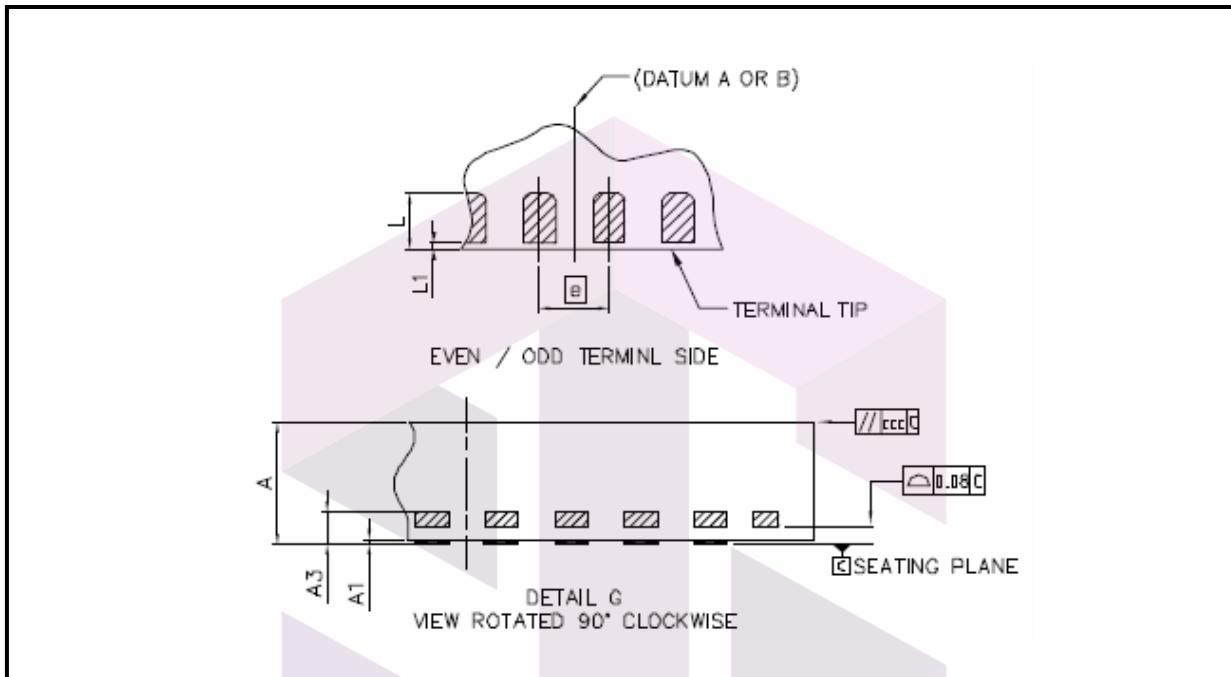 (DATUM A OR B)
L
L1
e
TERMINAL TIP
EVEN / ODD TERMINL SIDE
// ccc C
A
0.08 C
A3
A1
C SEATING PLANE
DETAIL G
VIEW ROTATED 90° CLOCKWISE